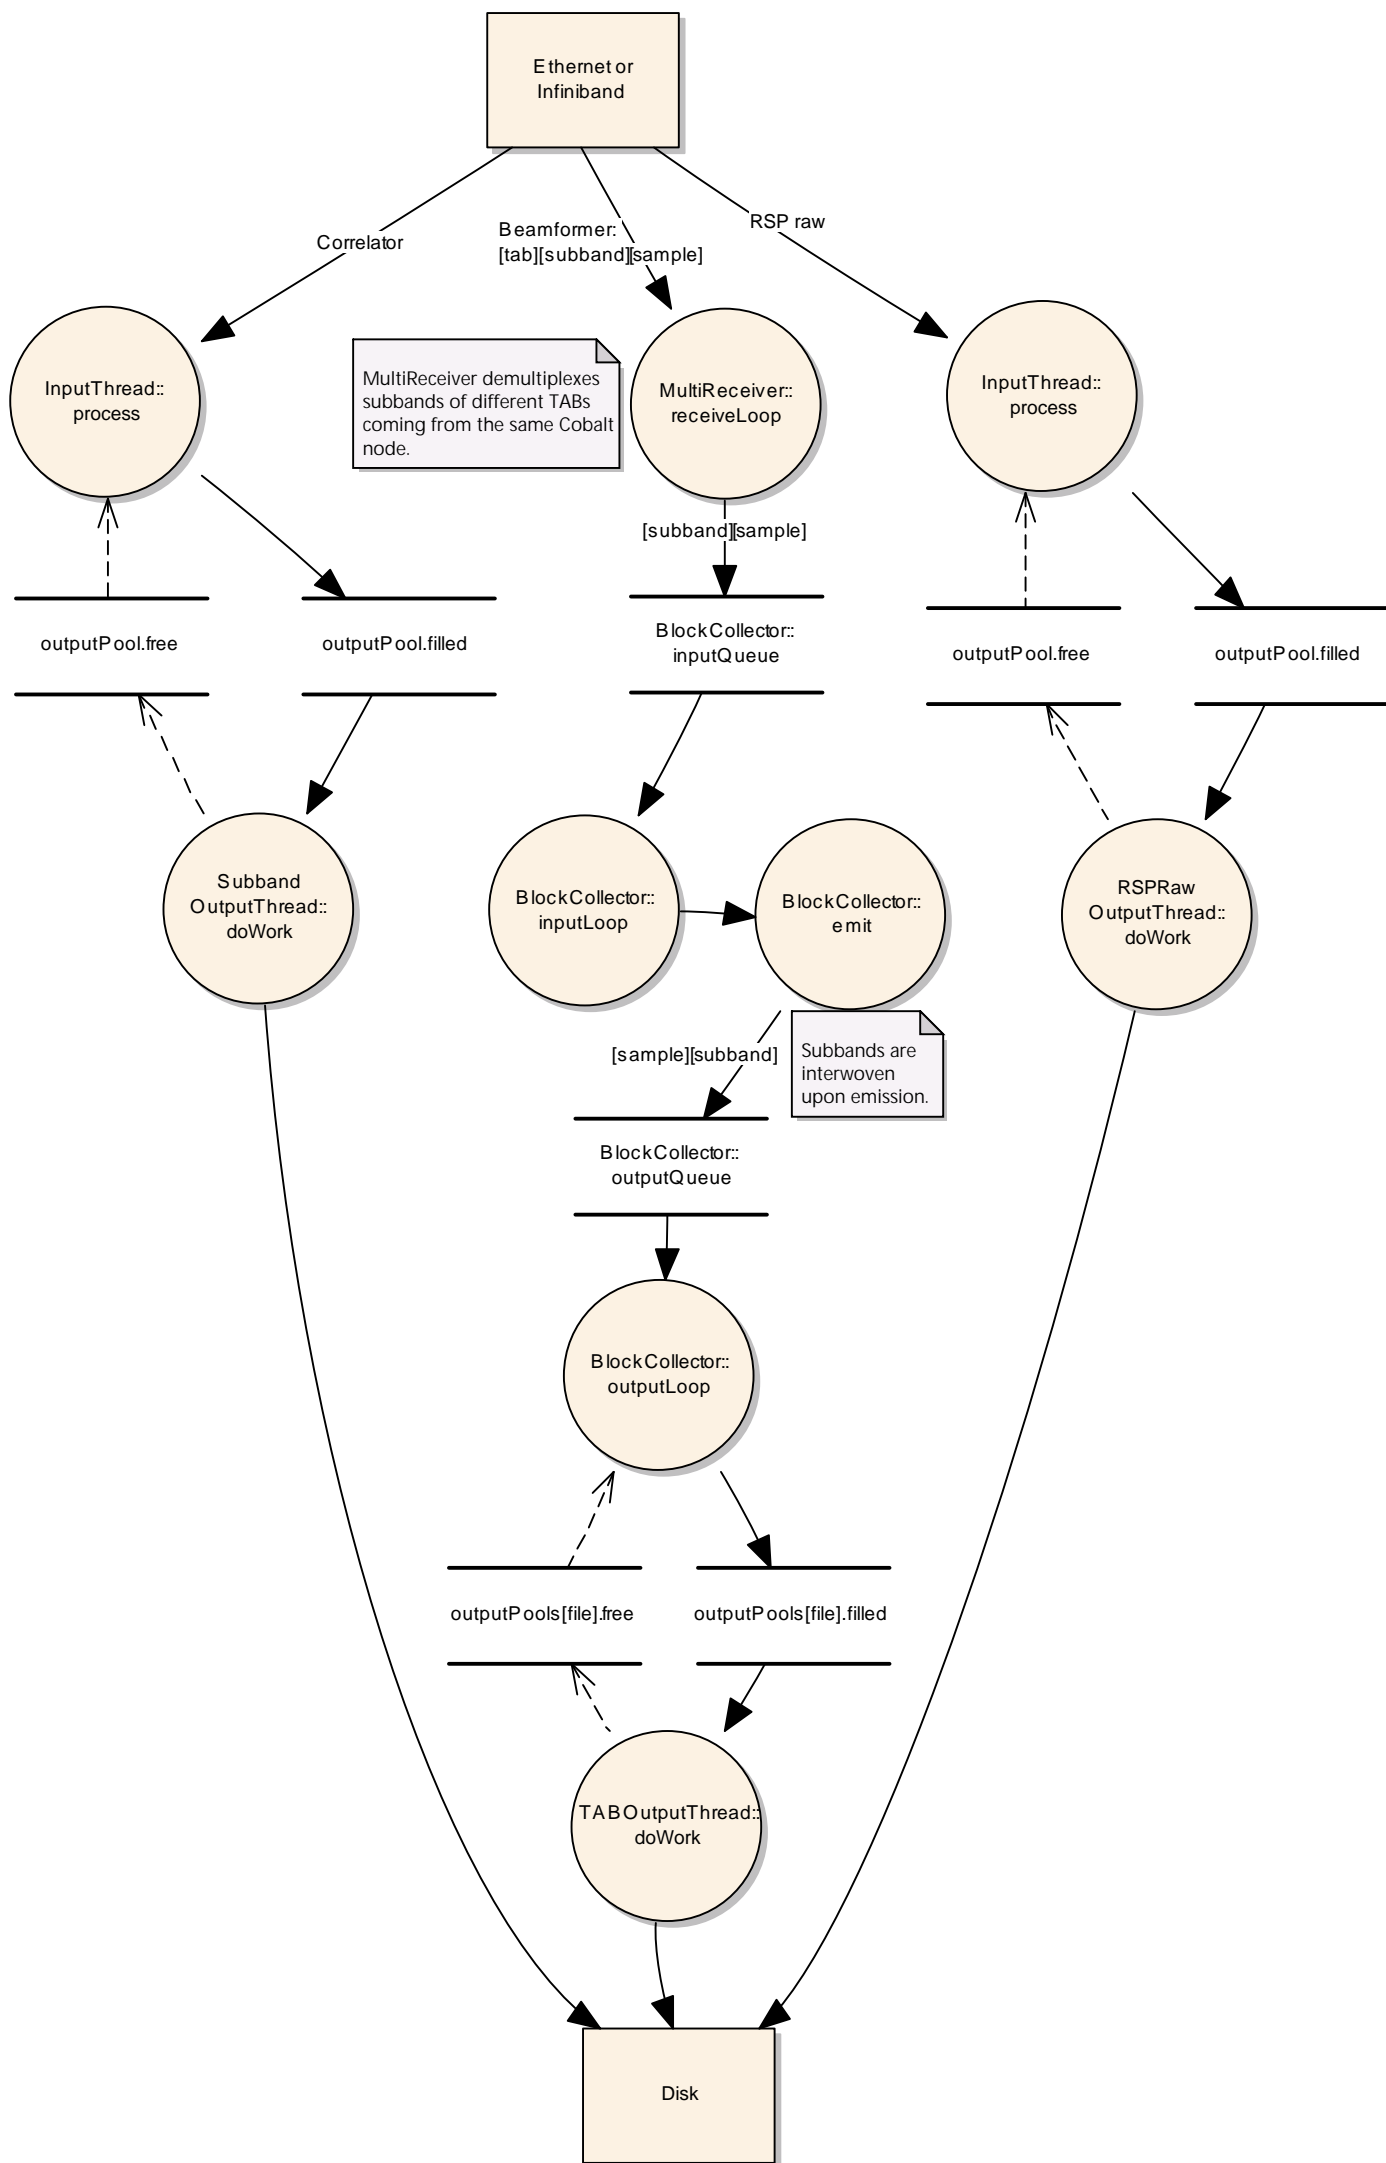 Ethernet or
Infiniband
Correlator
Beamformer:
[tab][subband][sample]
RSP raw
InputThread::
process
MultiReceiver demultiplexes
subbands of different TABs
coming from the same Cobalt
node.
MultiReceiver::
receiveLoop
InputThread::
process
[subband][sample]
outputPool.free
outputPool.filled
BlockCollector::
inputQueue
outputPool.free
outputPool.filled
Subband
OutputThread::
doWork
BlockCollector::
inputLoop
BlockCollector::
emit
RSPRaw
OutputThread::
doWork
[sample][subband]
Subbands are
interwoven
upon emission.
BlockCollector::
outputQueue
BlockCollector::
outputLoop
outputPools[file].free
outputPools[file].filled
TABOutputThread::
doWork
Disk